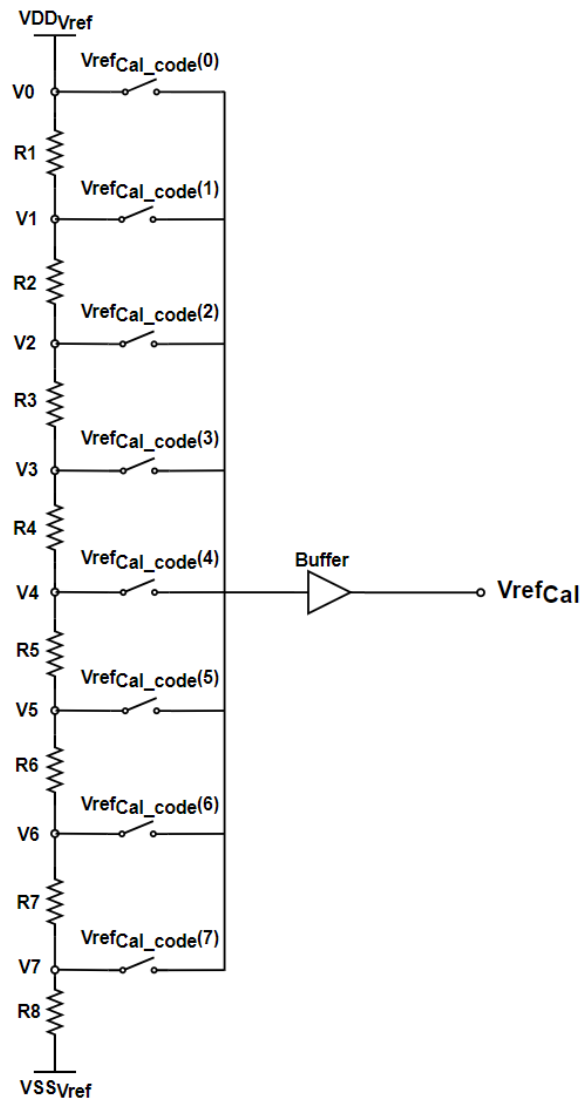 VDDVref
VrefCal_code(0)
V0
R1
VrefCal_code(1)
V1
R2
VrefCal_code(2)
V2
R3
VrefCal_code(3)
V3
R4
VrefCal_code(4)
Buffer
V4
VrefCal
R5
VrefCal_code(5)
V5
R6
VrefCal_code(6)
V6
R7
VrefCal_code(7)
V7
R8
VSSVref